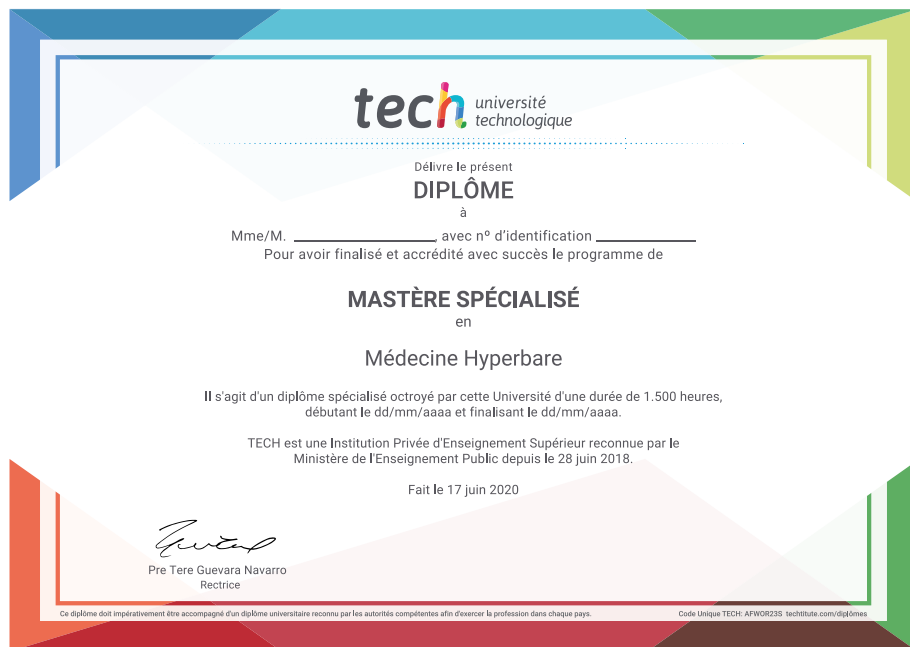 tech université
technologique
Délivre le présent
DIPLÔME
à
Mme/M. , avec nº d'identification
Pour avoir finalisé et accrédité avec succès le programme de
MASTÈRE SPÉCIALISÉ
en
Médecine Hyperbare
Il s'agit d'un diplôme spécialisé octroyé par cette Université d'une durée de 1.500 heures,
débutant le dd/mm/aaaa et finalisant le dd/mm/aaaa.
TECH est une Institution Privée d'Enseignement Supérieur reconnue par le
Ministère de l'Enseignement Public depuis le 28 juin 2018.
Fait le 17 juin 2020
Pre Tere Guevara Navarro
Rectrice
Ce diplôme doit impérativement être accompagné d'un diplôme universitaire reconnu par les autorités compétentes afin d'exercer la profession dans chaque pays.
Code Unique TECH: AFWOR23S techtitute.com/diplômes